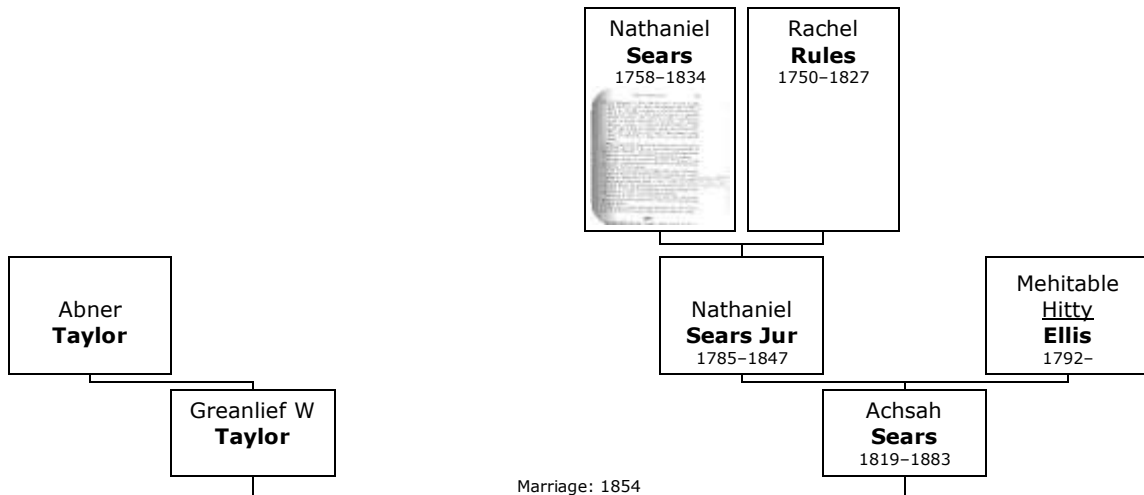 Nathaniel
Sears
1758–1834
Rachel
Rules
1750–1827
Abner
Taylor
Nathaniel
Sears Jur
1785–1847
Mehitable
Hitty
Ellis
1792–
Greanlief W
Taylor
Achsah
Sears
1819–1883
Marriage: 1854